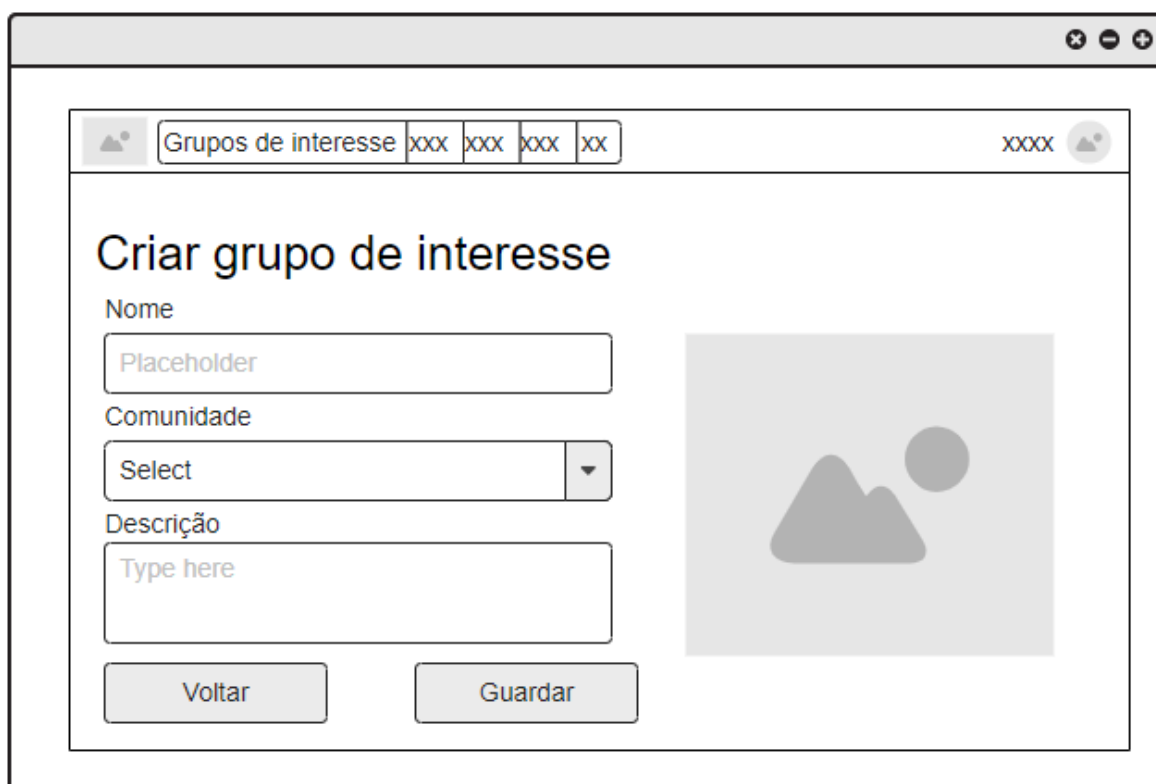 Grupos de interesse xxx xxx xxx xx xxxx
Criar grupo de interesse
Nome
Placeholder
Comunidade
Select
Descrição
Type here
Voltar Guardar